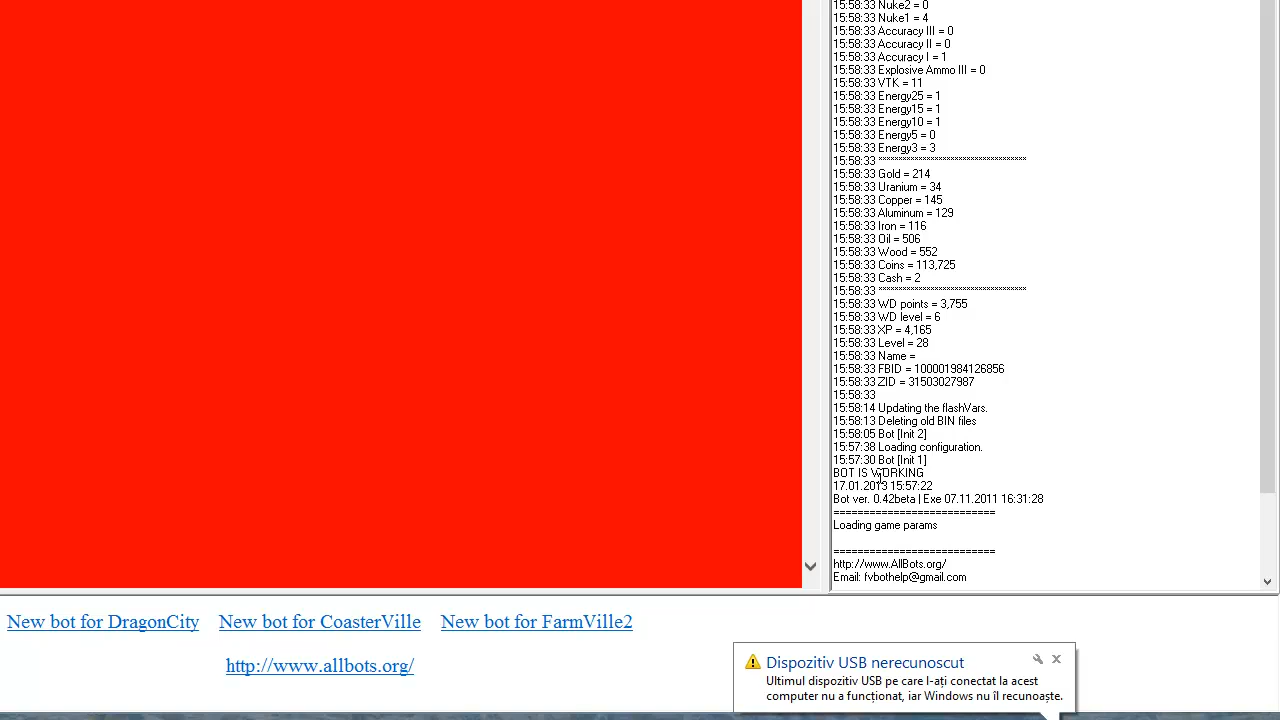 15:58:33 Nuke2 = 0
15:58:33 Nuke1 = 4
15:58:33 Accuracy III = 0
15:58:33 Accuracy II = 0
15:58:33 Accuracy I = 1
15:58:33 Explosive Ammo III = 0
15:58:33 VTK = 11
15:58:33 Energy25 = 1
15:58:33 Energy15 = 1
15:58:33 Energy10 = 1
15:58:33 Energy5 = 0
15:58:33 Energy3 = 3
15:58:33 ***********************************
15:58:33 Gold = 214
15:58:33 Uranium = 34
15:58:33 Copper = 145
15:58:33 Aluminum = 129
15:58:33 Iron = 116
15:58:33 Oil = 506
15:58:33 Wood = 552
15:58:33 Coins = 113,725
15:58:33 Cash = 2
15:58:33 ***********************************
15:58:33 WD points = 3,755
15:58:33 WD level = 6
15:58:33 XP = 4,165
15:58:33 Level = 28
15:58:33 Name =
15:58:33 FBID = 100001984126856
15:58:33 ZID = 31503027987
15:58:33
15:58:14 Updating the flashVars.
15:58:13 Deleting old BIN files
15:58:05 Bot [Init 2]
15:57:38 Loading configuration.
15:57:30 Bot [Init 1]
BOT IS WORKING
17.01.2013 15:57:22
Bot ver. 0.42beta | Exe 07.11.2011 16:31:28
===========================
Loading game params
===========================
http://www.AllBots.org/
Email: fvbothelp@gmail.com
New bot for DragonCity New bot for CoasterVille New bot for FarmVille2
http://www.allbots.org/
Dispozitiv USB nerecunoscut
Ultimul dispozitiv USB pe care l-ați conectat la acest
computer nu a funcționat, iar Windows nu îl recunoaște.